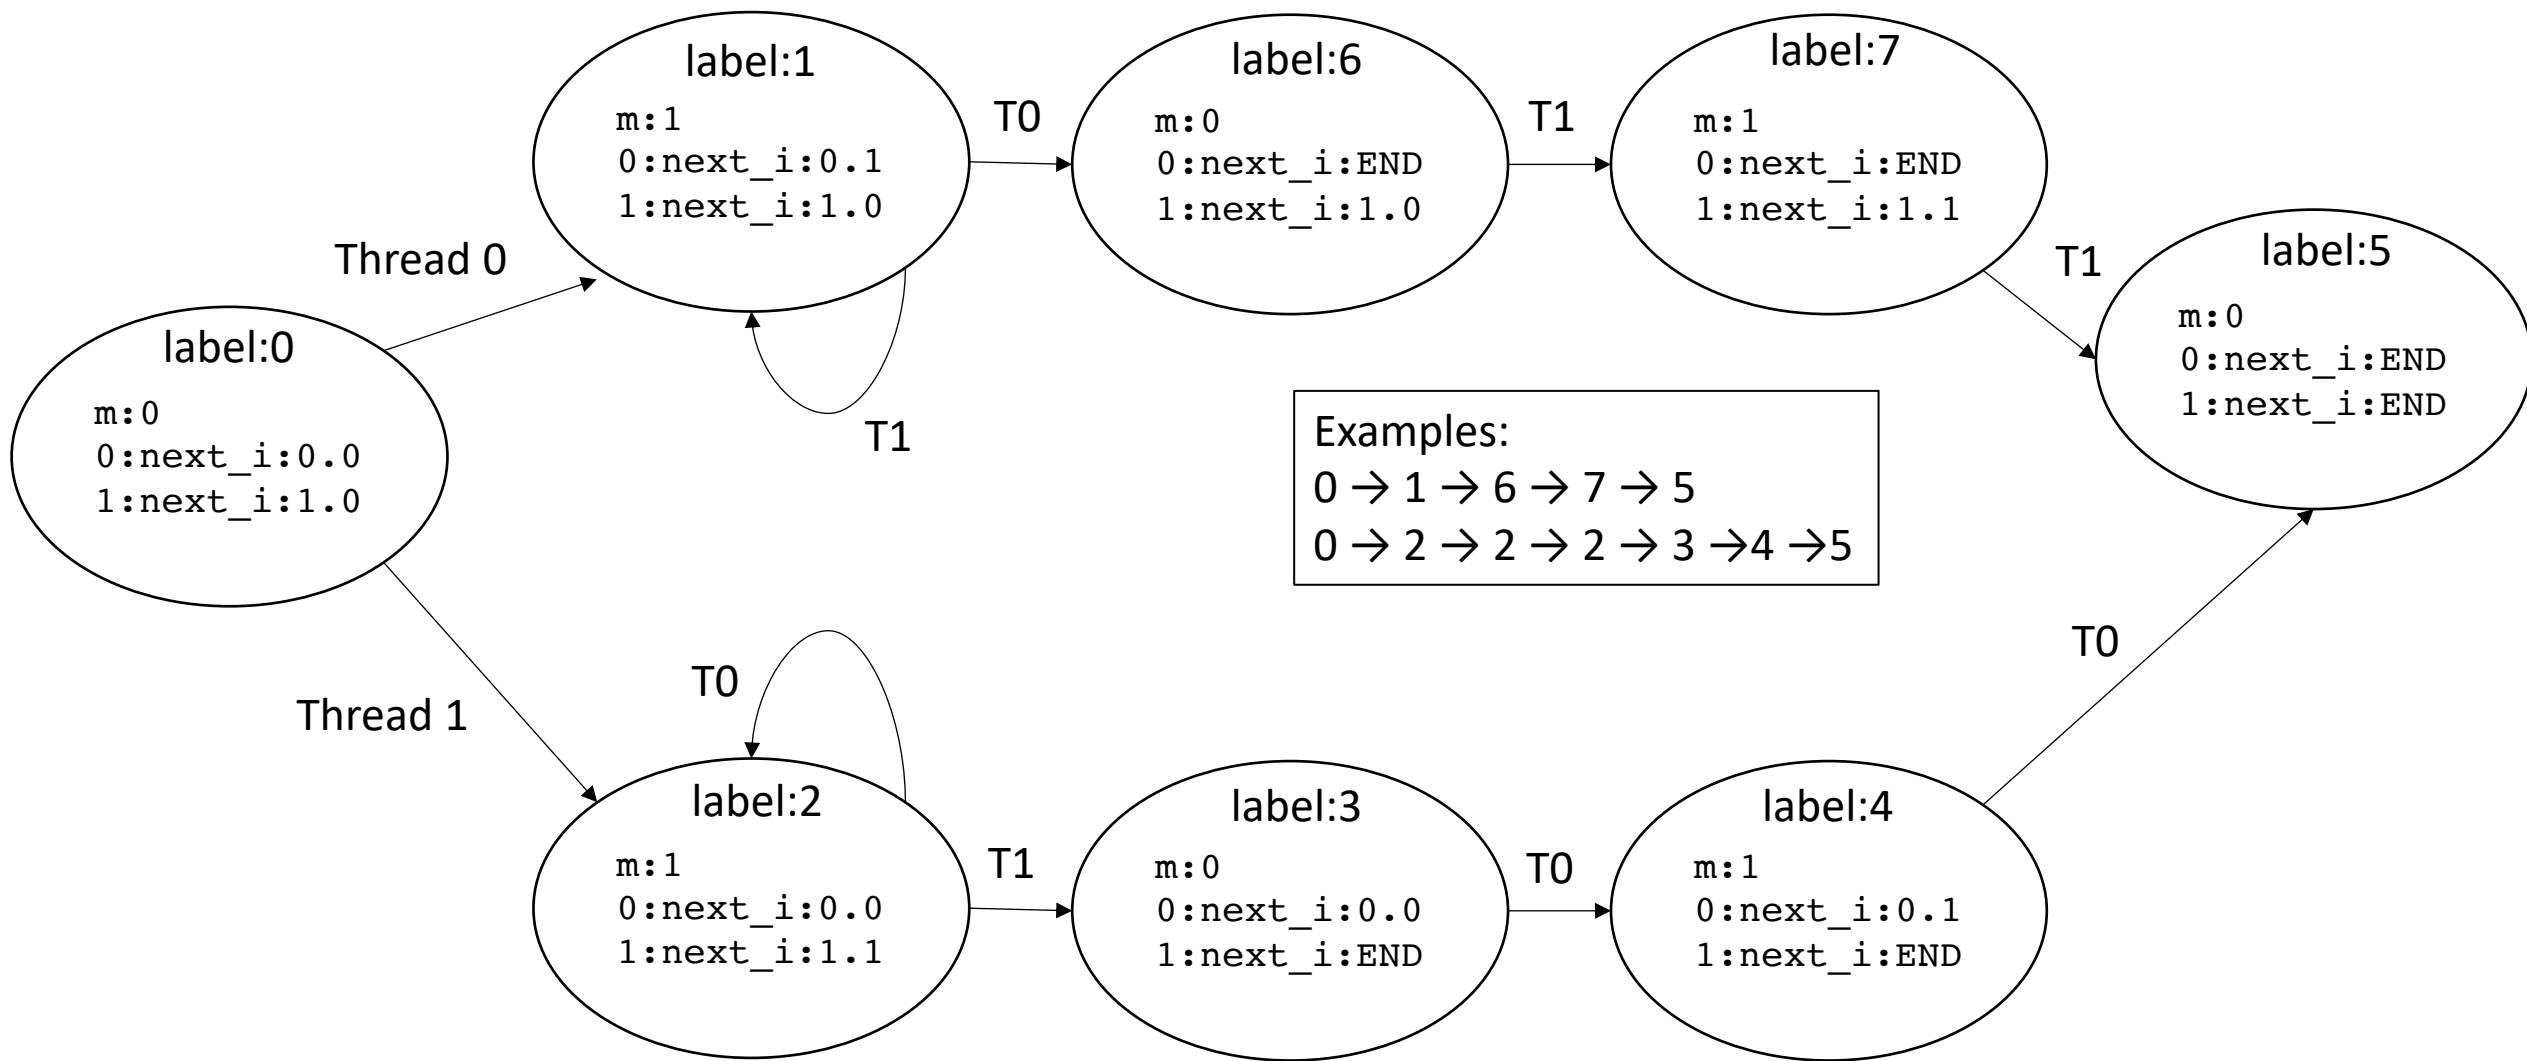 label:1
m:1
0:next_i:0.1
1:next_i:1.0
T0
label:6
m:0
0:next_i:END
1:next_i:1.0
T1
label:7
m:1
0:next_i:END
1:next_i:1.1
T1
label:5
m:0
0:next_i:END
1:next_i:END
Thread 0
label:0
m:0
0:next_i:0.0
1:next_i:1.0
T1
Examples:
0 → 1 → 6 → 7 → 5
0 → 2 → 2 → 2 → 3 →4 →5
Thread 1
T0
label:2
m:1
0:next_i:0.0
1:next_i:1.1
T1
label:3
m:0
0:next_i:0.0
1:next_i:END
T0
label:4
m:1
0:next_i:0.1
1:next_i:END
T0